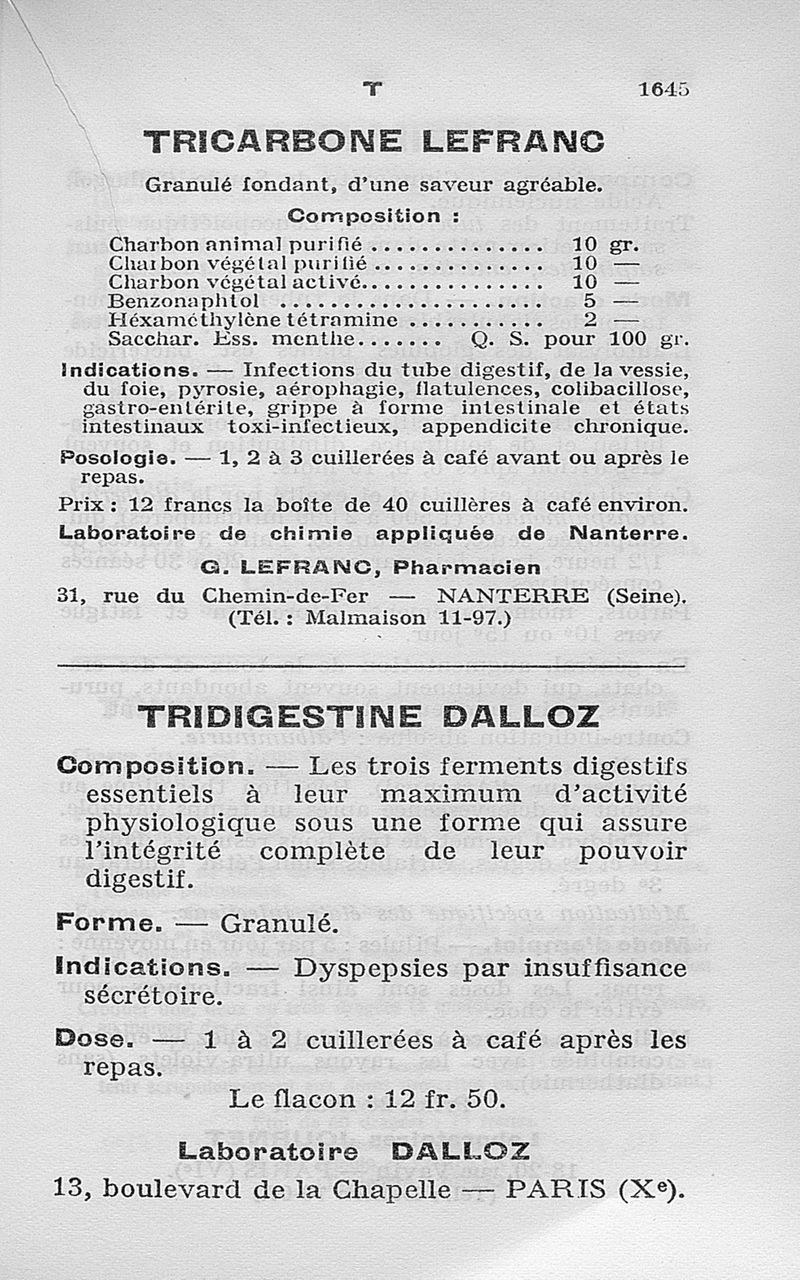 T 1645
TRICARBONE LEFRANC
Granulé fondant, d'une saveur agréable.
Composition :
Charbon animal purifié .............. 10 gr.
Charbon végétal purifié .............. 10 —
Charbon végétal activé............... 10 —
Benzonaphtol ...................... 5 —
Héxaméthylène tétramine ........... 2 —
Sacchar. Ess. menthe....... Q. S. pour 100 gr.
Indications. — Infections du tube digestif, de la vessie,
du foie, pyrosie, aérophagie, flatulences, colibacillose,
gastro-entérite, grippe à forme intestinale et états
intestinaux toxi-infectieux, appendicite chronique.
Posologie. — 1, 2 à 3 cuillerées à café avant ou après le
repas.
Prix : 12 francs la boîte de 40 cuillères à café environ.
Laboratoire de chimie appliquée de Nanterre.
G. LEFRANC, Pharmacien
31, rue du Chemin-de-Fer — NANTERRE (Seine).
(Tél. : Malmaison 11-97.)
TRIDIGESTINE DALLOZ
Composition. — Les trois ferments digestifs
essentiels à leur maximum d'activité
physiologique sous une forme qui assure
l'intégrité complète de leur pouvoir
digestif.
Forme. — Granulé.
Indications. — Dyspepsies par insuffisance
sécrétoire.
Dose. — 1 à 2 cuillerées à café après les
repas.
Le flacon : 12 fr. 50.
Laboratoire DALLOZ
13, boulevard de la Chapelle — PARIS (Xᵉ).